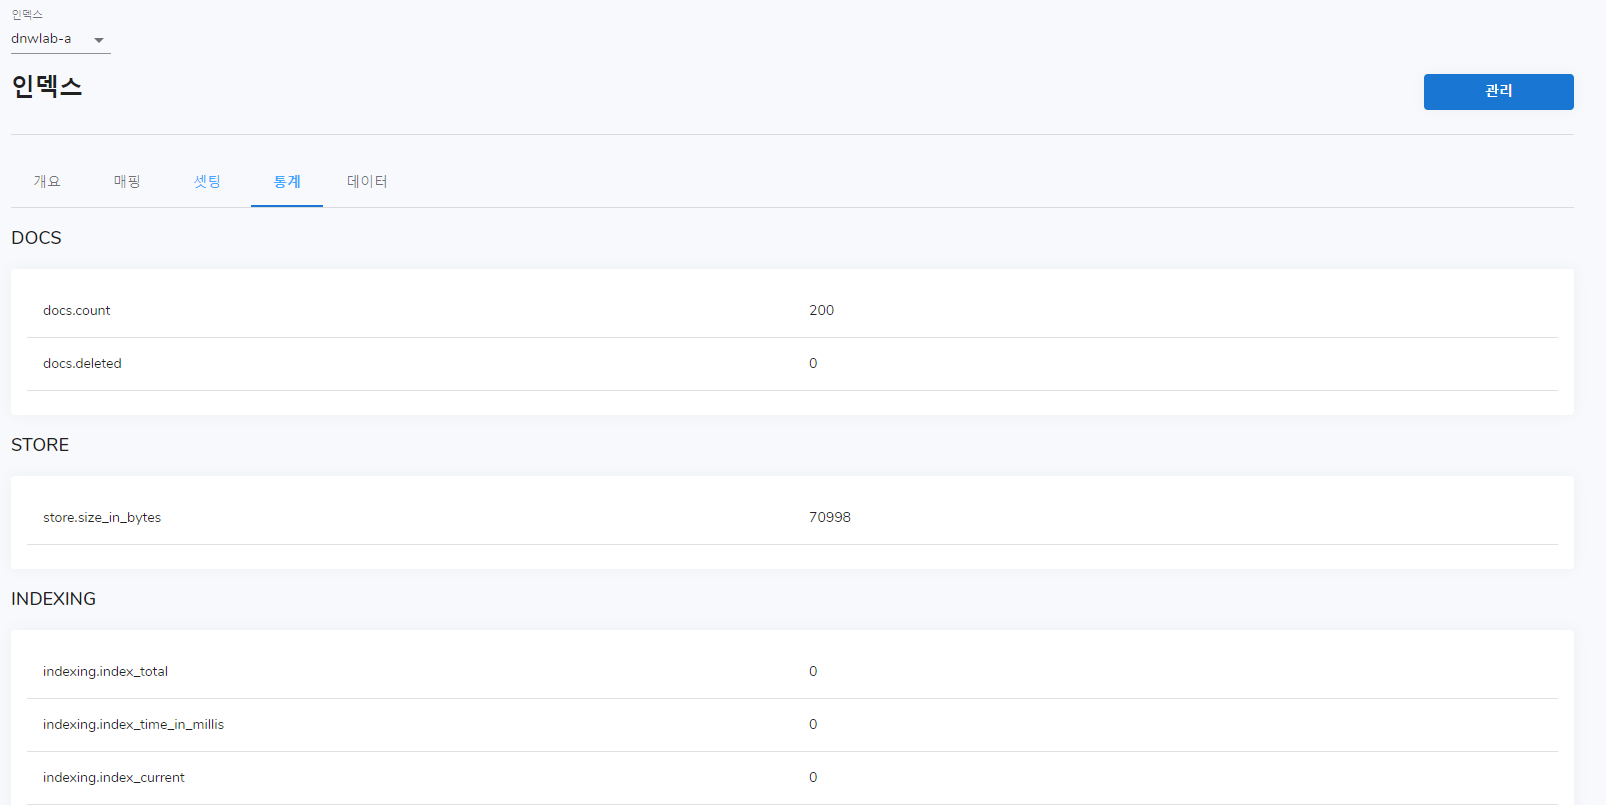 인덱스
dnwlab-a
인덱스
관리
개요 매핑 셋팅 통계 데이터
DOCS
docs.count 200
docs.deleted 0
STORE
store.size_in_bytes 70998
INDEXING
indexing.index_total 0
indexing.index_time_in_millis 0
indexing.index_current 0